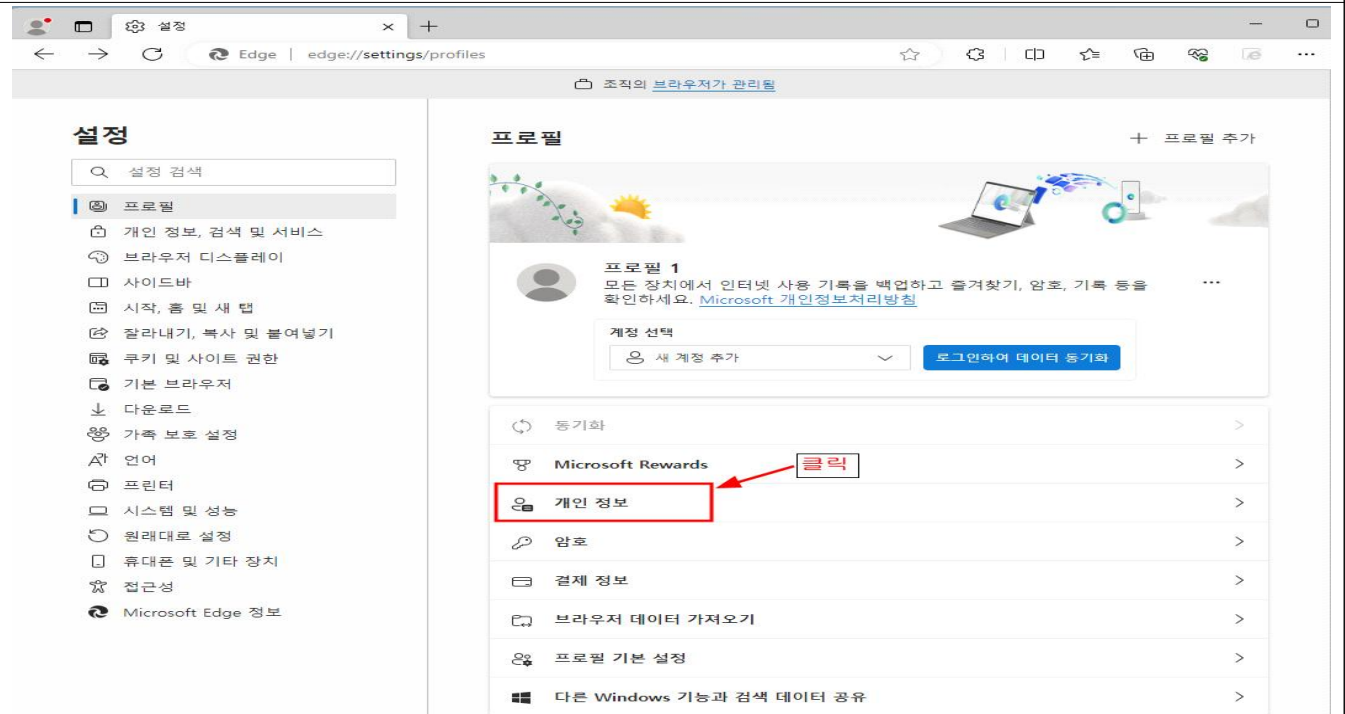 설정
Edge | edge://settings/profiles
조직의 브라우저가 관리됨
설정
설정 검색
프로필
개인 정보, 검색 및 서비스
브라우저 디스플레이
사이드바
시작, 홈 및 새 탭
잘라내기, 복사 및 붙여넣기
쿠키 및 사이트 권한
기본 브라우저
다운로드
가족 보호 설정
언어
프린터
시스템 및 성능
원래대로 설정
휴대폰 및 기타 장치
접근성
Microsoft Edge 정보
프로필
프로필 추가
프로필 1
모든 장치에서 인터넷 사용 기록을 백업하고 즐겨찾기, 암호, 기록 등을
확인하세요. Microsoft 개인정보처리방침
계정 선택
새 계정 추가
로그인하여 데이터 동기화
동기화
Microsoft Rewards
클릭
개인 정보
암호
결제 정보
브라우저 데이터 가져오기
프로필 기본 설정
다른 Windows 기능과 검색 데이터 공유